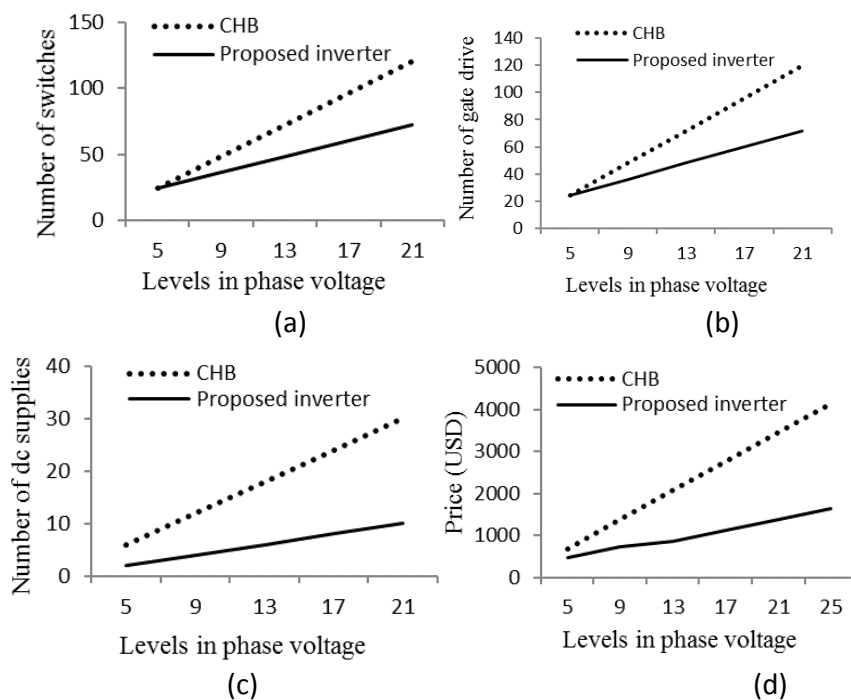 Number of switches
150
100
50
0
CHB
Proposed inverter
5 9 13 17 21
Levels in phase voltage
(a)
Number of gate drive
140
120
100
80
60
40
20
0
CHB
Proposed inverter
5 9 13 17 21
Levels in phase voltage
(b)
Number of dc supplies
40
30
20
10
0
CHB
Proposed inverter
5 9 13 17 21
Levels in phase voltage
(c)
Price (USD)
5000
4000
3000
2000
1000
0
CHB
Proposed inverter
5 9 13 17 21 25
Levels in phase voltage
(d)